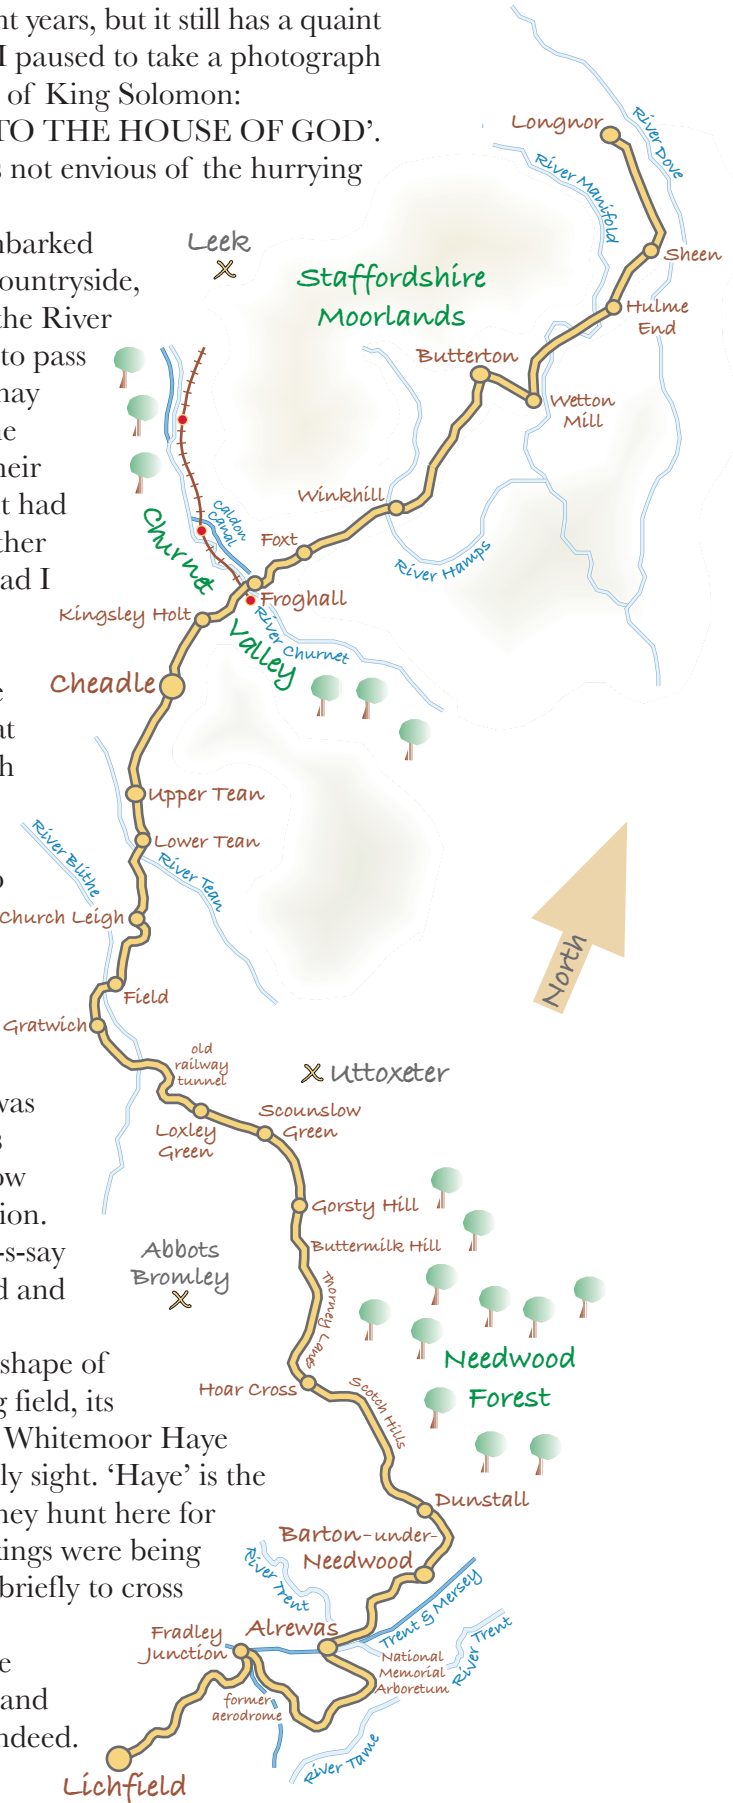 nt years, but it still has a quaint
I paused to take a photograph
of King Solomon:
TO THE HOUSE OF GOD’.
s not envious of the hurrying
nbarked
ountryside,
the River
to pass
nay
ne
heir
t had
ther
ad I
e
at
h
o
was
s
ow
ion.
-s-say
d and
shape of
g field, its
Whitemoor Haye
ly sight. ‘Haye’ is the
they hunt here for
kings were being
briefly to cross
e
and
ndeed.
Longnor
River Dove
River Manifold
Sheen
Leek
Staffordshire
Moorlands
Hulme
End
Butterton
Wetton
Mill
Winkhill
Caldon
Canal
Foxt
River Hamps
Churnet
Valley
Froghall
Kingsley Holt
River Churnet
Cheadle
Upper Tean
Lower Tean
River Blithe
River Tean
Church Leigh
North
Field
Gratwich
old
railway
tunnel
Uttoxeter
Loxley
Green
Scounslow
Green
Gorsty Hill
Buttermilk Hill
Abbots
Bromley
Thorney Lanes
Needwood
Forest
Hoar Cross
Scotch Hills
Dunstall
Barton-under-
Needwood
River Trent
Trent & Mersey
Alrewas
Fradley
Junction
National
Memorial
Arboretum
River Trent
former
aerodrome
River Tame
Lichfield